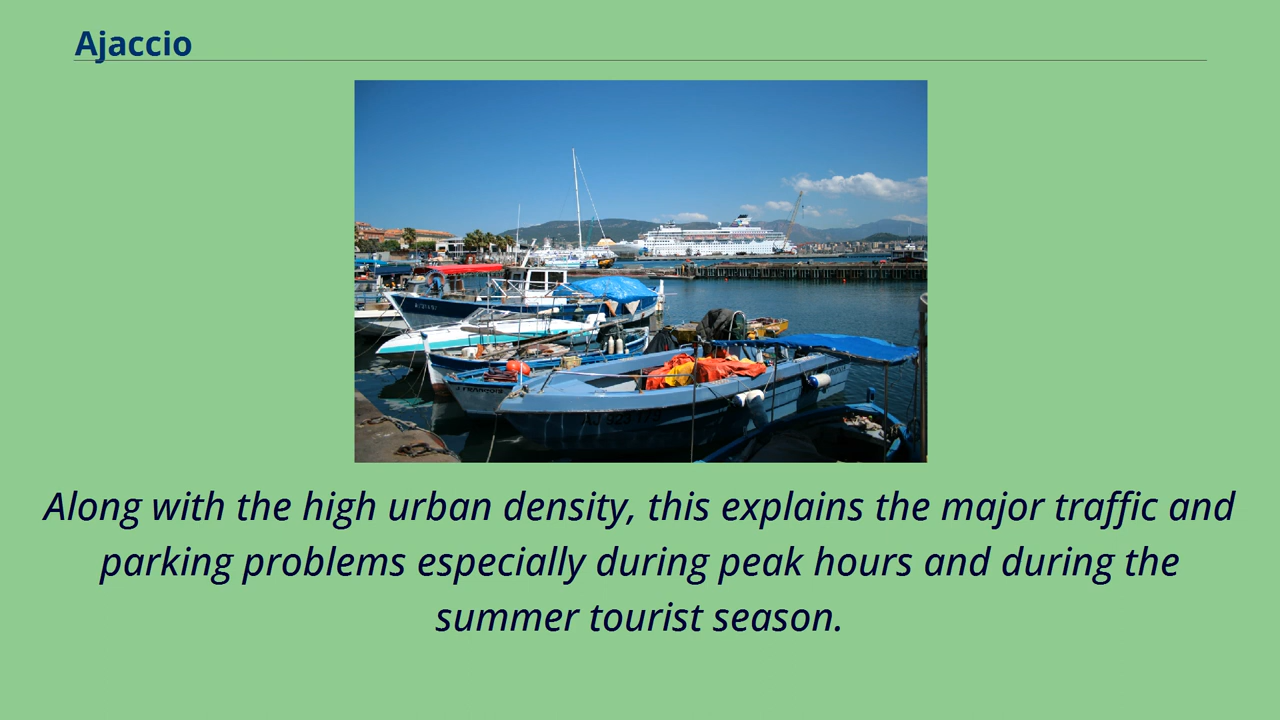 Ajaccio
Along with the high urban density, this explains the major traffic and
parking problems especially during peak hours and during the
summer tourist season.